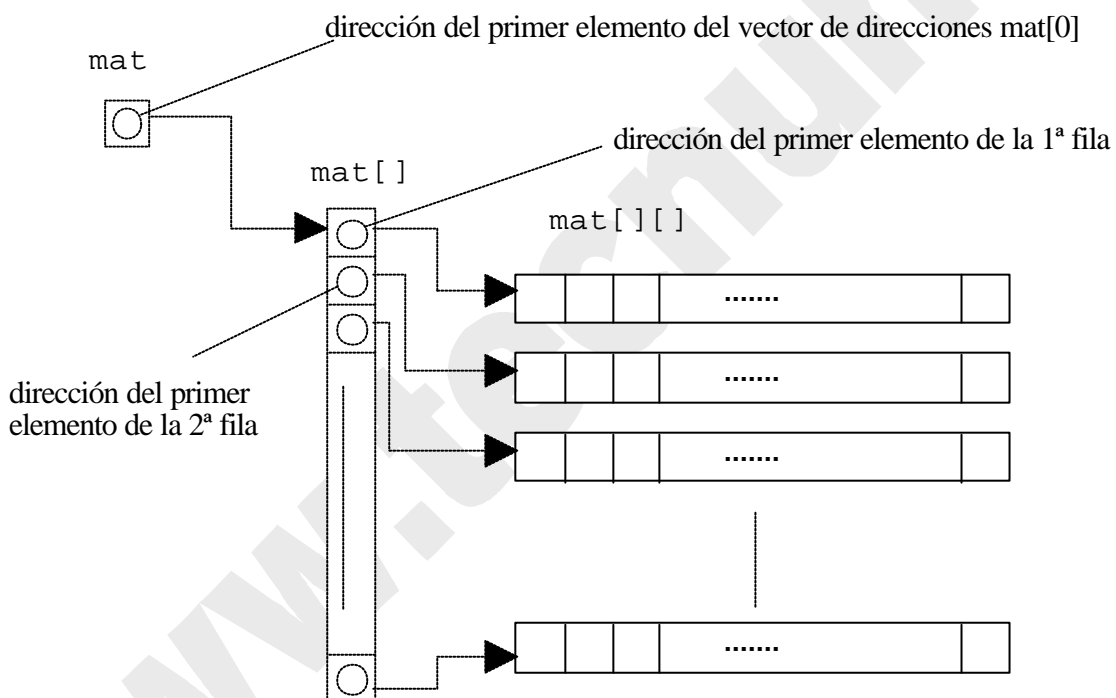 dirección del primer elemento del vector de direcciones mat[0]
mat
dirección del primer elemento de la 1ª fila
mat[]
mat[][]
.......
.......
dirección del primer
elemento de la 2ª fila
.......
.......